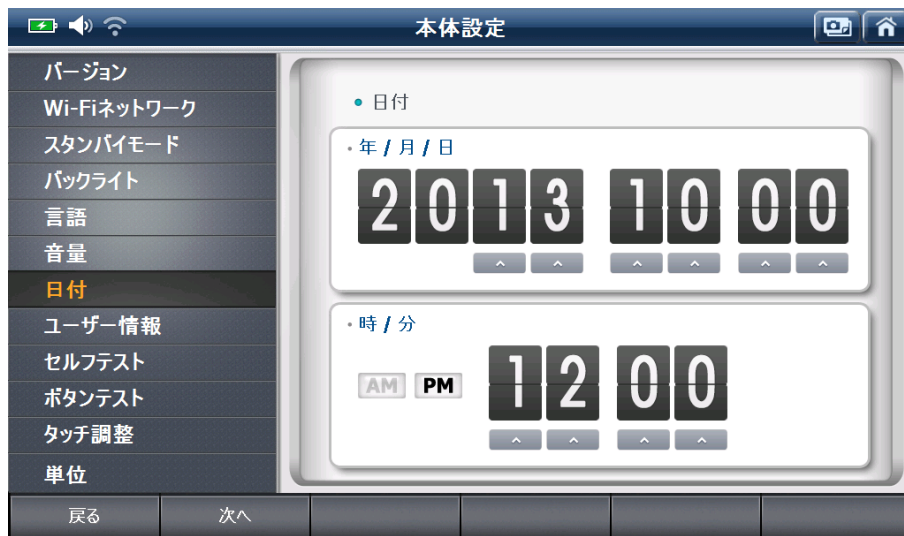 本体設定
バージョン
Wi-Fiネットワーク
スタンバイモード
バックライト
言語
音量
日付
ユーザー情報
セルフテスト
ボタンテスト
タッチ調整
単位
日付
年 / 月 / 日
2013 10 00
時 / 分
AM PM 12 00
戻る 次へ